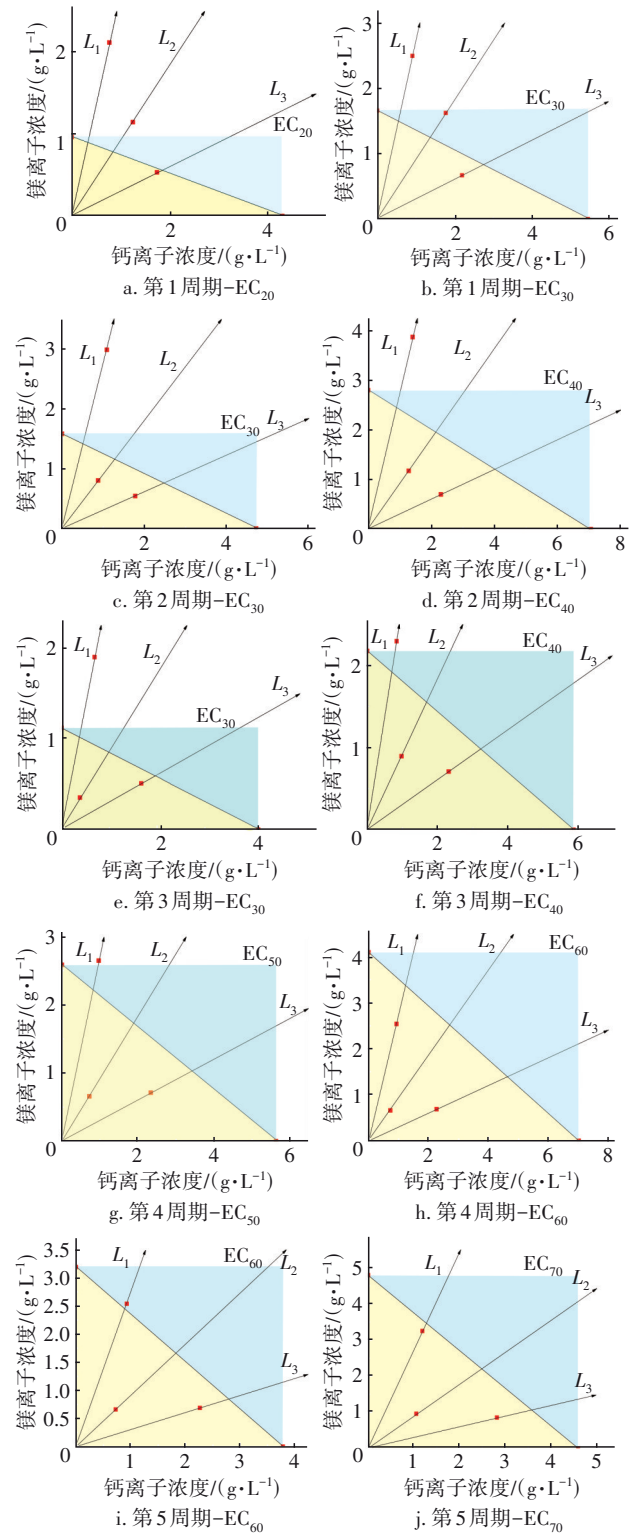 镁离子浓度/(g·L⁻¹)
2
1
0
L₁
L₂
L₃
EC₂₀
2
4
钙离子浓度/(g·L⁻¹)
a. 第1周期-EC₂₀
镁离子浓度/(g·L⁻¹)
3
2
1
0
L₁
L₂
L₃
EC₃₀
2
4
6
钙离子浓度/(g·L⁻¹)
b. 第1周期-EC₃₀
镁离子浓度/(g·L⁻¹)
3
2
1
0
L₁
L₂
L₃
EC₃₀
2
4
6
钙离子浓度/(g·L⁻¹)
c. 第2周期-EC₃₀
镁离子浓度/(g·L⁻¹)
4
3
2
1
0
L₁
L₂
L₃
EC₄₀
2
4
6
8
钙离子浓度/(g·L⁻¹)
d. 第2周期-EC₄₀
镁离子浓度/(g·L⁻¹)
2
1
0
L₁
L₂
L₃
EC₃₀
2
4
钙离子浓度/(g·L⁻¹)
e. 第3周期-EC₃₀
镁离子浓度/(g·L⁻¹)
2
1
0
L₁
L₂
L₃
EC₄₀
2
4
6
钙离子浓度/(g·L⁻¹)
f. 第3周期-EC₄₀
镁离子浓度/(g·L⁻¹)
3
2
1
0
L₁
L₂
L₃
EC₅₀
2
4
6
钙离子浓度/(g·L⁻¹)
g. 第4周期-EC₅₀
镁离子浓度/(g·L⁻¹)
4
3
2
1
0
L₁
L₂
L₃
EC₆₀
2
4
6
8
钙离子浓度/(g·L⁻¹)
h. 第4周期-EC₆₀
镁离子浓度/(g·L⁻¹)
3.5
3.0
2.5
2.0
1.5
1.0
0.5
0
L₁
L₂
L₃
EC₆₀
1
2
3
4
钙离子浓度/(g·L⁻¹)
i. 第5周期-EC₆₀
镁离子浓度/(g·L⁻¹)
5
4
3
2
1
0
L₁
L₂
L₃
EC₇₀
1
2
3
4
5
钙离子浓度/(g·L⁻¹)
j. 第5周期-EC₇₀